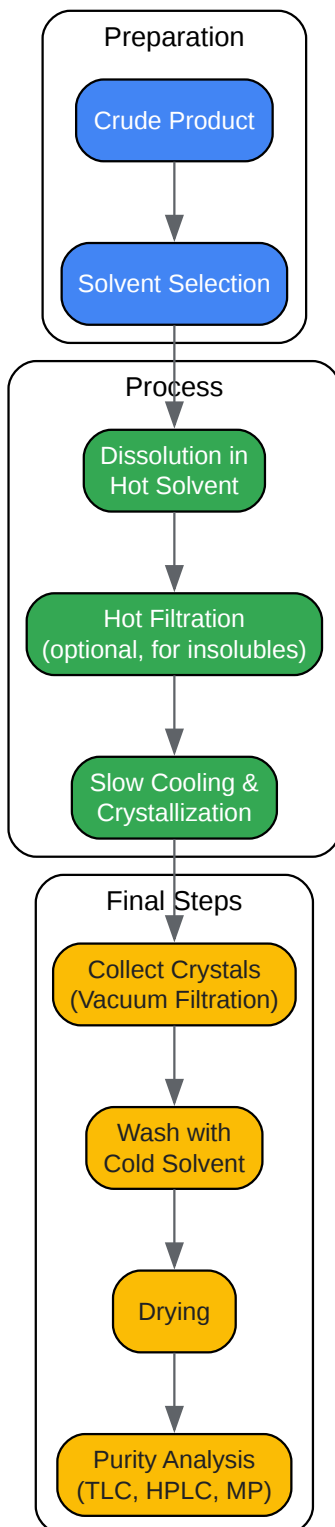 Preparation
Crude Product
Solvent Selection
Process
Dissolution in
Hot Solvent
Hot Filtration
(optional, for insolubles)
Slow Cooling &
Crystallization
Final Steps
Collect Crystals
(Vacuum Filtration)
Wash with
Cold Solvent
Drying
Purity Analysis
(TLC, HPLC, MP)